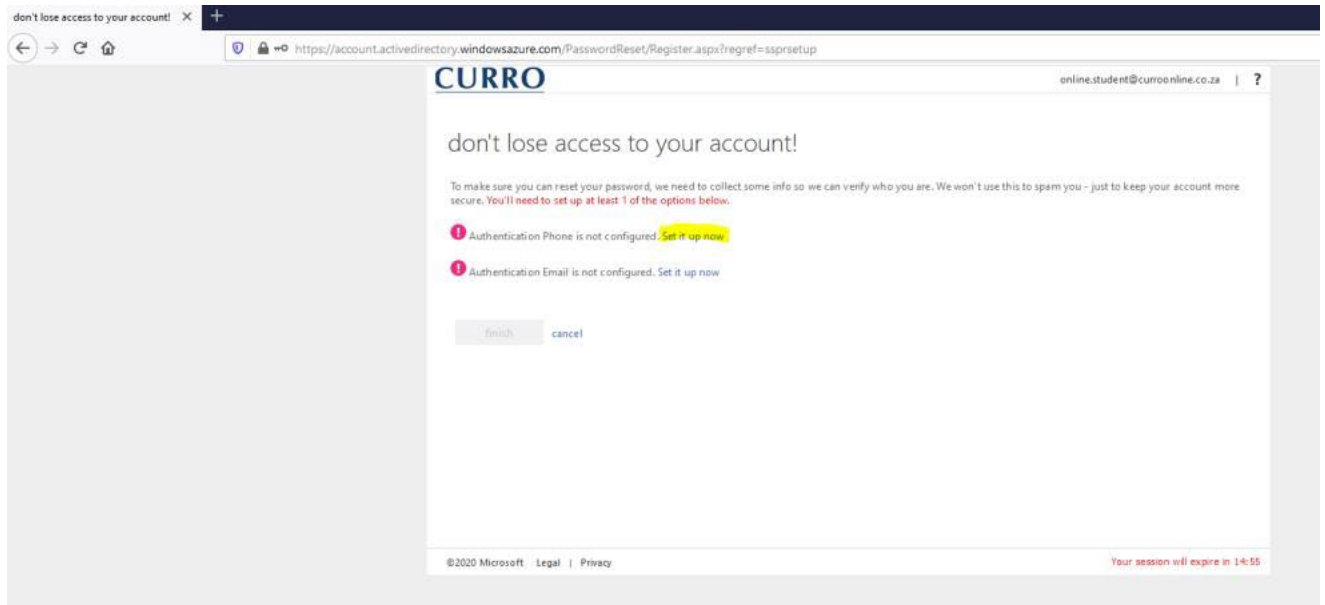 don't lose access to your account!
https://account.activedirectory.windowsazure.com/PasswordReset/Register.aspx?regref=ssprsetup
CURRO
online.student@curroonline.co.za | ?
don't lose access to your account!
To make sure you can reset your password, we need to collect some info so we can verify who you are. We won't use this to spam you - just to keep your account more
secure. You'll need to set up at least 1 of the options below.
Authentication Phone is not configured. Set it up now
Authentication Email is not configured. Set it up now
finish cancel
©2020 Microsoft Legal | Privacy
Your session will expire in 14:55